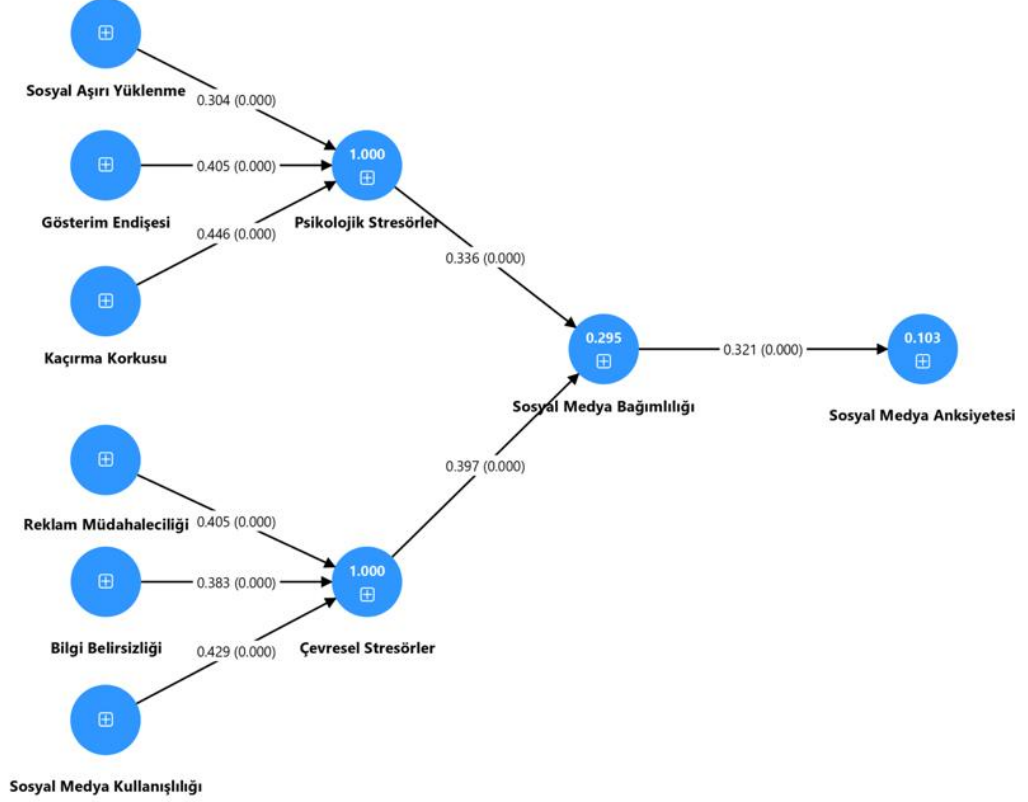 Sosyal Aşırı Yüklenme
0.304 (0.000)
Gösterim Endişesi
0.405 (0.000)
Kaçırma Korkusu
0.446 (0.000)
1.000
Psikolojik Stresörler
0.336 (0.000)
Reklam Müdahaleciliği
0.405 (0.000)
Bilgi Belirsizliği
0.383 (0.000)
Sosyal Medya Kullanışlılığı
0.429 (0.000)
1.000
Çevresel Stresörler
0.397 (0.000)
0.295
Sosyal Medya Bağımlılığı
0.321 (0.000)
0.103
Sosyal Medya Anksiyetesi